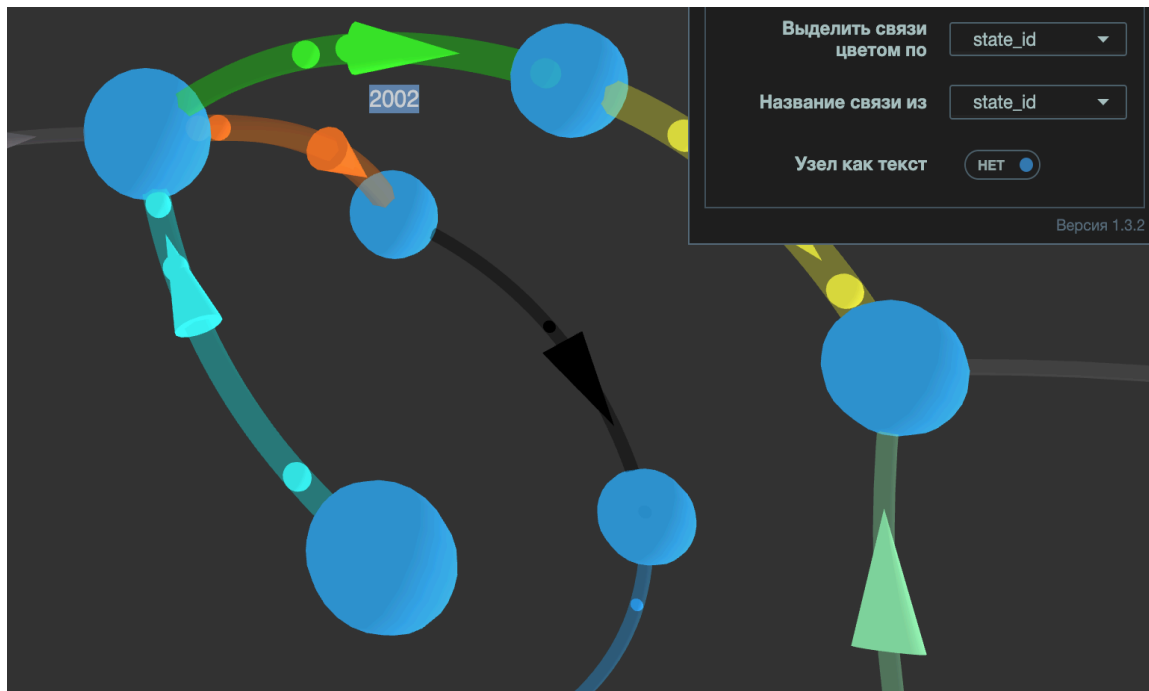 Выделить связи
цветом по
state_id
Название связи из
state_id
Узел как текст
НЕТ
Версия 1.3.2
2002